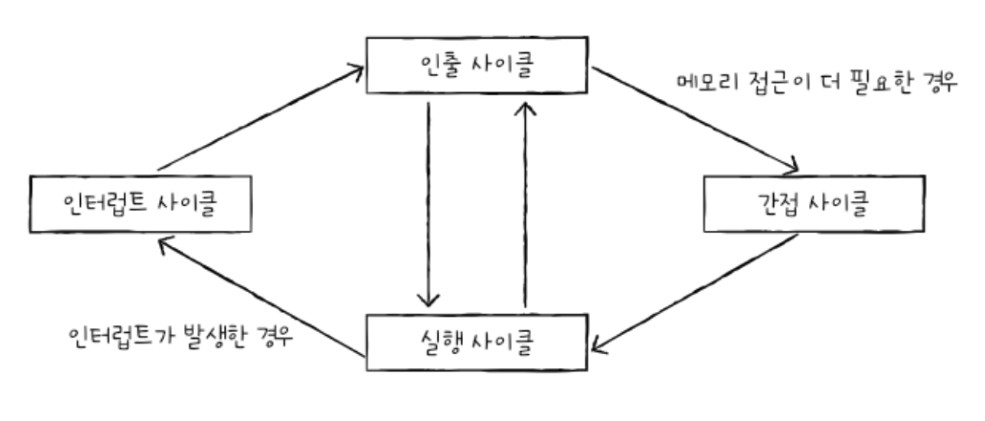 인출 사이클
메모리 접근이 더 필요한 경우
인터럽트 사이클
간접 사이클
인터럽트가 발생한 경우
실행 사이클